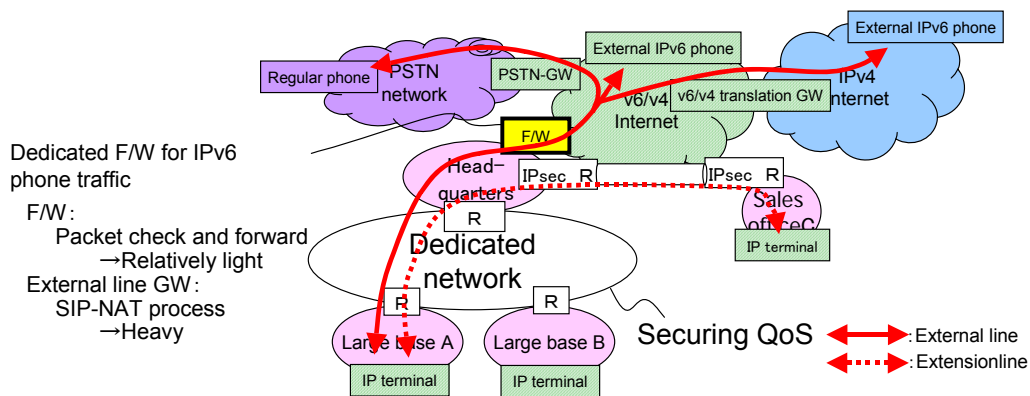 External IPv6 phone
External IPv6 phone
Regular phone
PSTN
network
PSTN-GW
v6/v4
Internet
v6/v4 translation GW
IPv4
Internet
F/W
Dedicated F/W for IPv6
phone traffic
F/W:
Packet check and forward
→Relatively light
External line GW:
SIP-NAT process
→Heavy
Head-
quarters
IPsec R
IPsec R
Sales
officeC
IP terminal
R
Dedicated
network
R
R
Large base A
Large base B
IP terminal
IP terminal
Securing QoS
:External line
:Extensionline